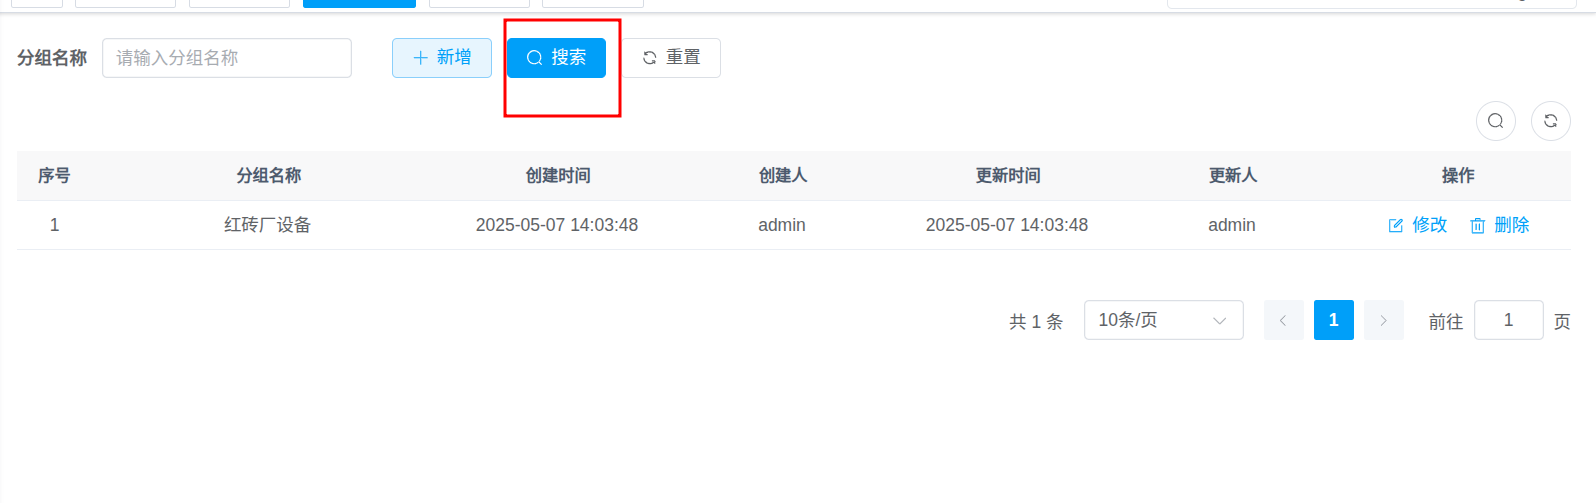 分组名称 请输入分组名称 新增 搜索 重置
序号 分组名称 创建时间 创建人 更新时间 更新人 操作
1 红砖厂设备 2025-05-07 14:03:48 admin 2025-05-07 14:03:48 admin 修改 删除
共 1 条 10条/页 1 前往 1 页